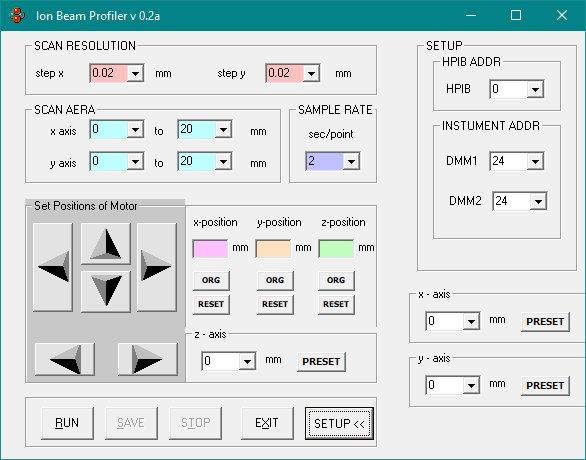 Ion Beam Profiler v 0.2a
SCAN RESOLUTION
step x 0.02 mm step y 0.02 mm
SCAN AERA
x axis 0 to 20 mm
y axis 0 to 20 mm
SAMPLE RATE
sec/point
2
Set Positions of Motor
x-position y-position z-position
mm mm mm
ORG ORG ORG
RESET RESET RESET
z - axis
0 mm PRESET
RUN SAVE STOP EXIT SETUP <<
SETUP
HPIB ADDR
HPIB 0
INSTUMENT ADDR
DMM1 24
DMM2 24
x - axis
0 mm PRESET
y - axis
0 mm PRESET